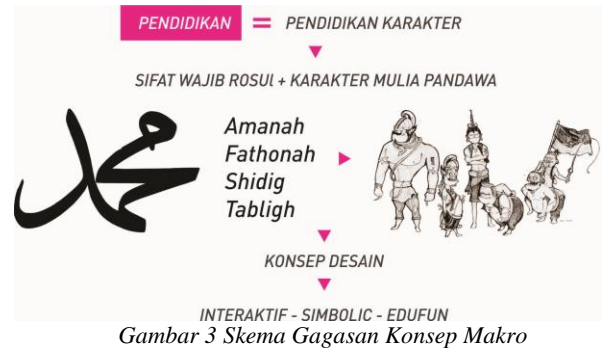 PENDIDIKAN = PENDIDIKAN KARAKTER
SIFAT WAJIB ROSUL + KARAKTER MULIA PANDAWA
محمد
Amanah
Fathonah
Shidig
Tabligh
KONSEP DESAIN
INTERAKTIF - SIMBOLIC - EDUFUN
Gambar 3 Skema Gagasan Konsep Makro